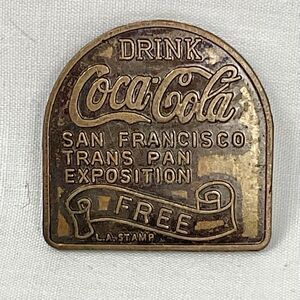 DRINK
Coca-Cola
SAN FRANCISCO
TRANS PAN
EXPOSITION
FREE
L.A. STAMP